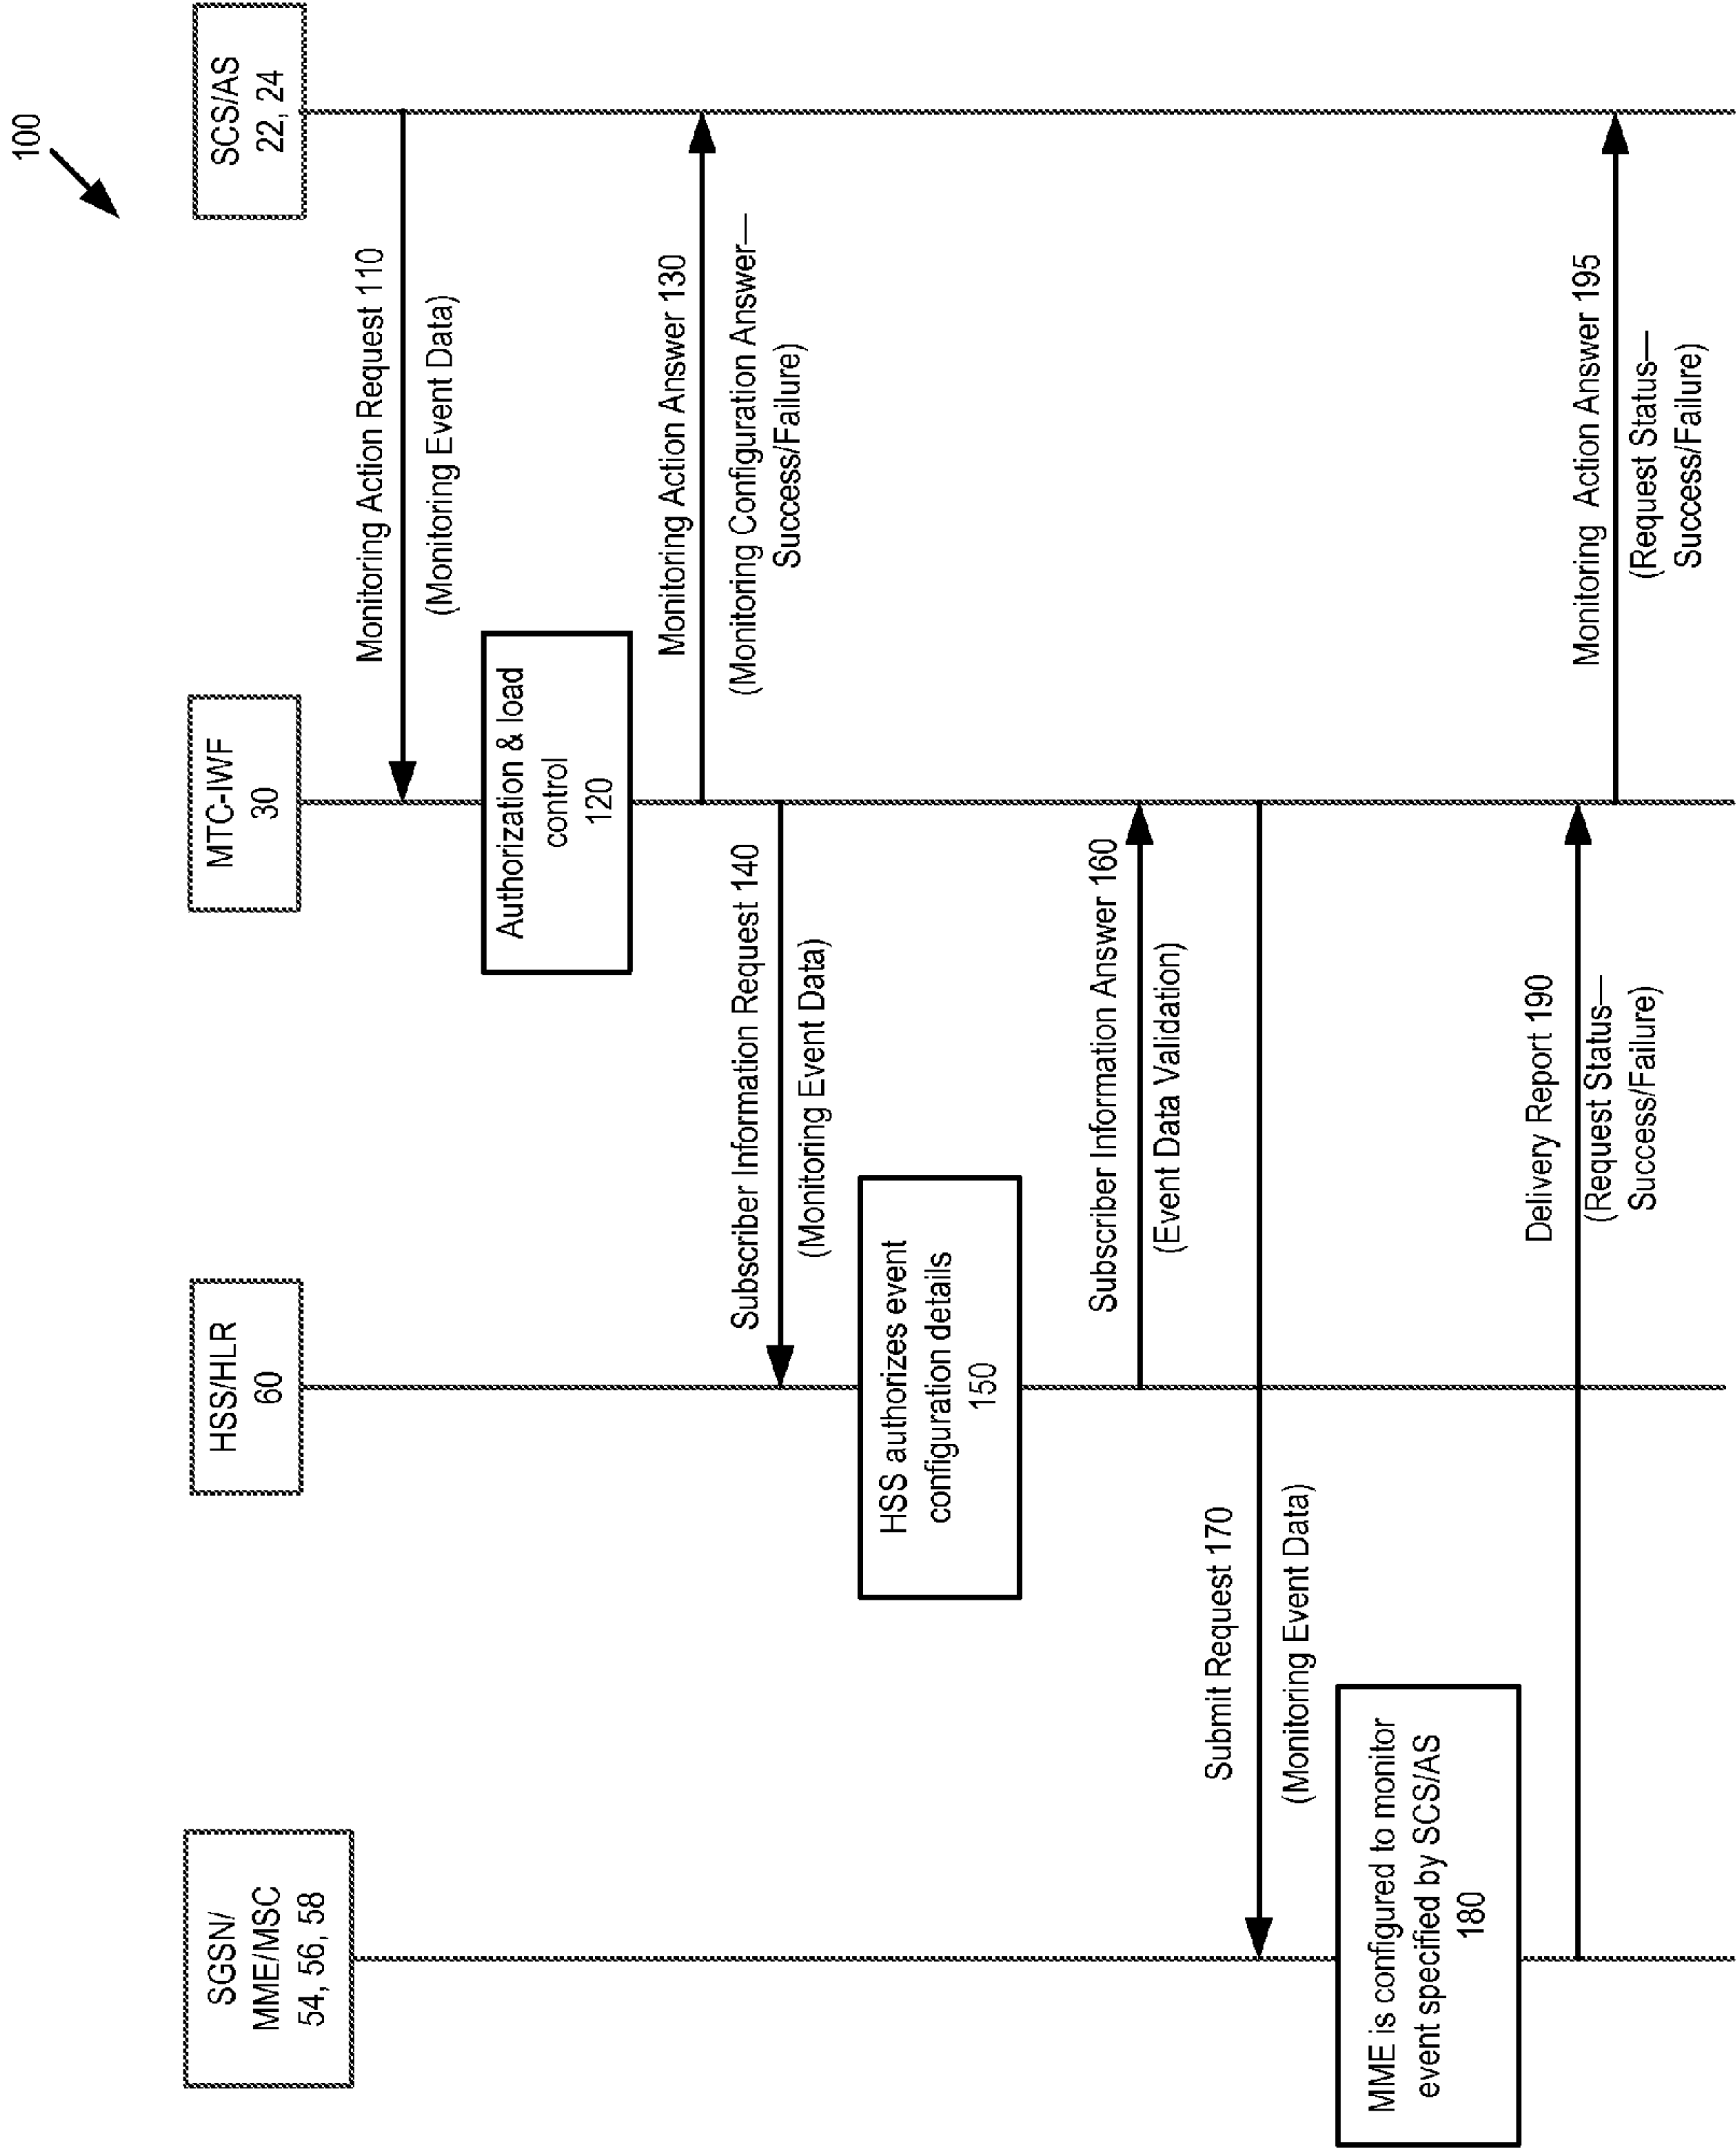 100
SGSN/
MME/MSC
54, 56, 58
HSS/HLR
60
MTC-IWF
30
SCS/AS
22, 24
Monitoring Action Request 110
(Monitoring Event Data)
Authorization & load
control
120
Monitoring Action Answer 130
(Monitoring Configuration Answer—
Success/Failure)
Subscriber Information Request 140
(Monitoring Event Data)
HSS authorizes event
configuration details
150
Subscriber Information Answer 160
(Event Data Validation)
Submit Request 170
(Monitoring Event Data)
MME is configured to monitor
event specified by SCS/AS
180
Delivery Report 190
(Request Status—
Success/Failure)
Monitoring Action Answer 195
(Request Status—
Success/Failure)